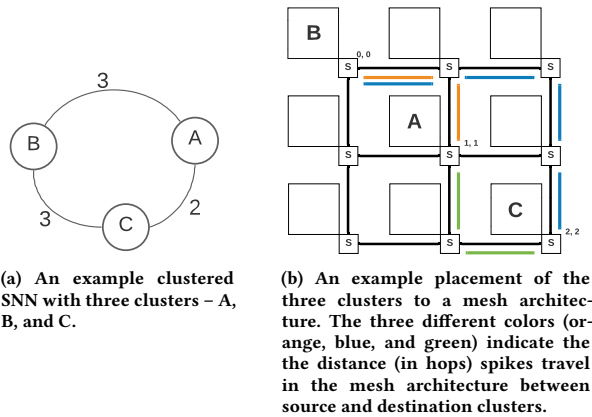 3
B
A
3
2
C
B
0, 0
S
S
S
A
1, 1
S
S
S
C
2, 2
S
S
S
(a) An example clustered
SNN with three clusters – A,
B, and C.
(b) An example placement of the
three clusters to a mesh architec-
ture. The three different colors (or-
ange, blue, and green) indicate the
the distance (in hops) spikes travel
in the mesh architecture between
source and destination clusters.